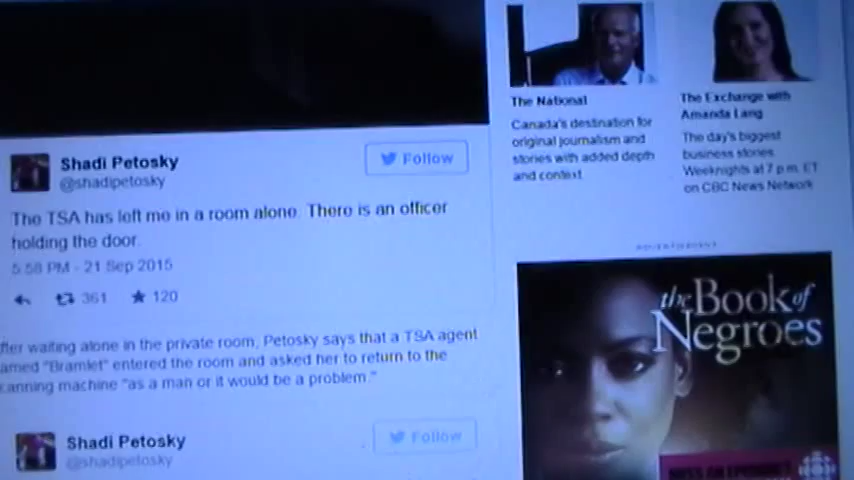 Shadi Petosky
@shadipetosky
Follow
The TSA has left me in a room alone. There is an officer
holding the door.
5:58 PM - 21 Sep 2015
361 120
fter waiting alone in the private room, Petosky says that a TSA agent
amed "Bramlet" entered the room and asked her to return to the
canning machine "as a man or it would be a problem."
Shadi Petosky
@shadipetosky
Follow
The National
Canada's destination for
original journalism and
stories with added depth
and context
The Exchange with
Amanda Lang
The day's biggest
business stories.
Weeknights at 7 p.m. ET
on CBC News Network
ADVERTISEMENT
the Book of
Negroes
MISS AN EPISODE?